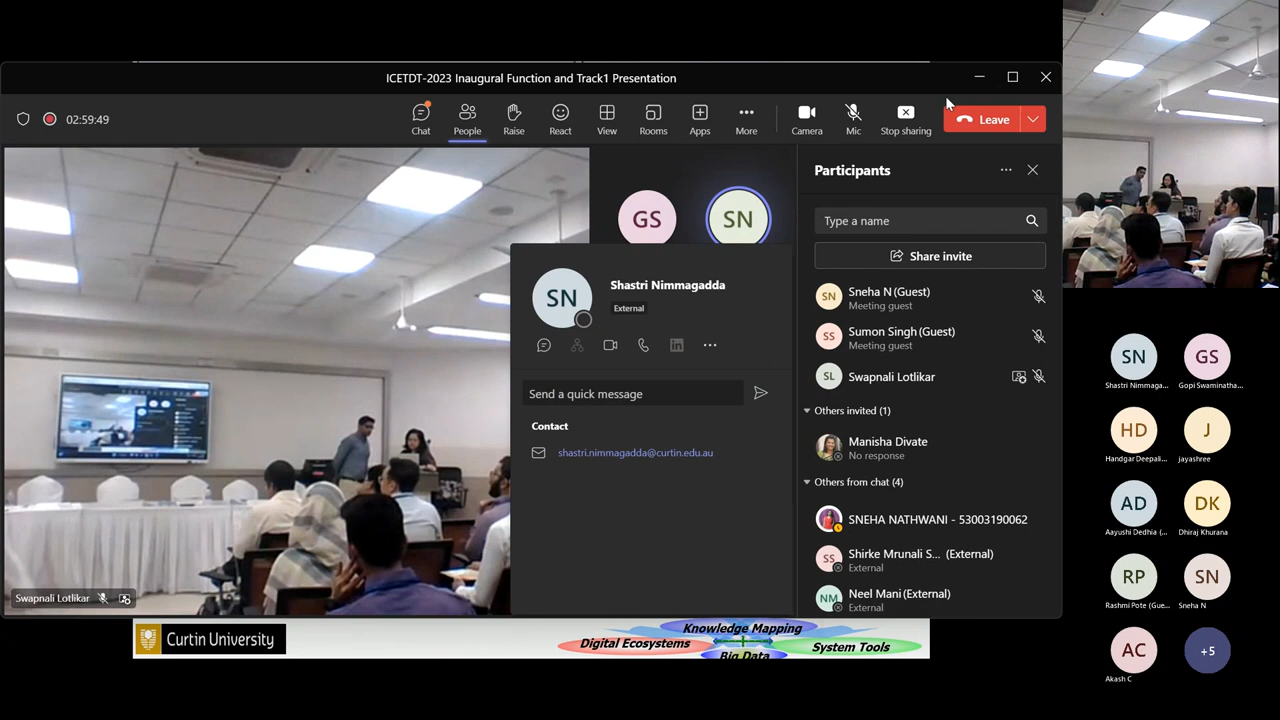 ICETDT-2023 Inaugural Function and Track1 Presentation
02:59:49
Chat
People
Raise
React
View
Rooms
Apps
More
Camera
Mic
Stop sharing
Leave
GS
SN
Participants
Type a name
Share invite
SN
Shastri Nimmagadda
External
Send a quick message
Contact
shastri.nimmagadda@curtin.edu.au
SN
Sneha N (Guest)
Meeting guest
SS
Sumon Singh (Guest)
Meeting guest
SL
Swapnali Lotlikar
Others invited (1)
Manisha Divate
No response
Others from chat (4)
SNEHA NATHWANI - 53003190062
SS
Shirke Mrunali S... (External)
External
NM
Neel Mani (External)
External
Swapnali Lotlikar
Curtin University
Knowledge Mapping
Digital Ecosystems
System Tools
Big Data
SN
Shastri Nimmaga...
GS
Gopi Swaminatha...
HD
Handgar Deepali...
J
jayashree
AD
Aayushi Dedhia (...
DK
Dhiraj Khurana
RP
Rashmi Pote (Gue...
SN
Sneha N
AC
Akash C
+5